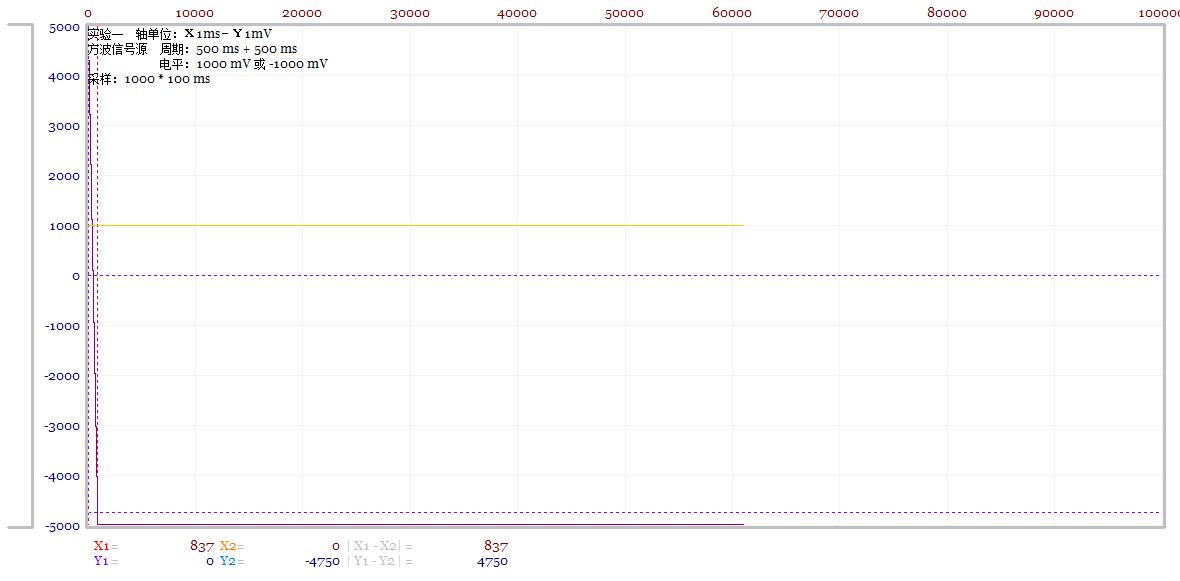 0 10000 20000 30000 40000 50000 60000 70000 80000 90000 100000
5000
实验一 轴单位：X 1ms - Y 1mV
方波信号源 周期：500 ms + 500 ms
电平：1000 mV 或 -1000 mV
4000 采样：1000 * 100 ms
3000
2000
1000
0
-1000
-2000
-3000
-4000
-5000
X1= 837 X2= 0 |X1-X2| = 837
Y1= 0 Y2= -4750 |Y1-Y2| = 4750